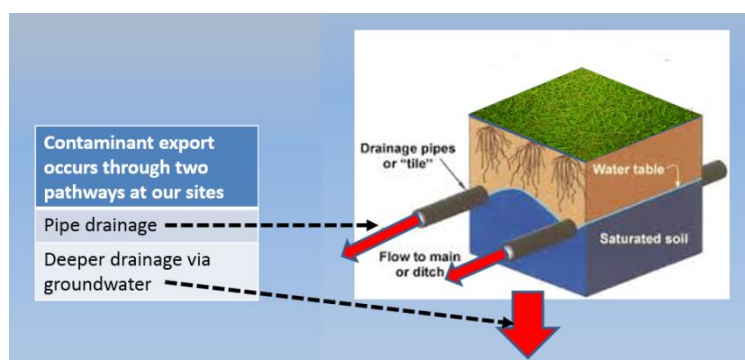 Contaminant export
occurs through two
pathways at our sites
Pipe drainage
Deeper drainage via
groundwater
Drainage pipes
or "tile"
Water table
Saturated soil
Flow to main
or ditch